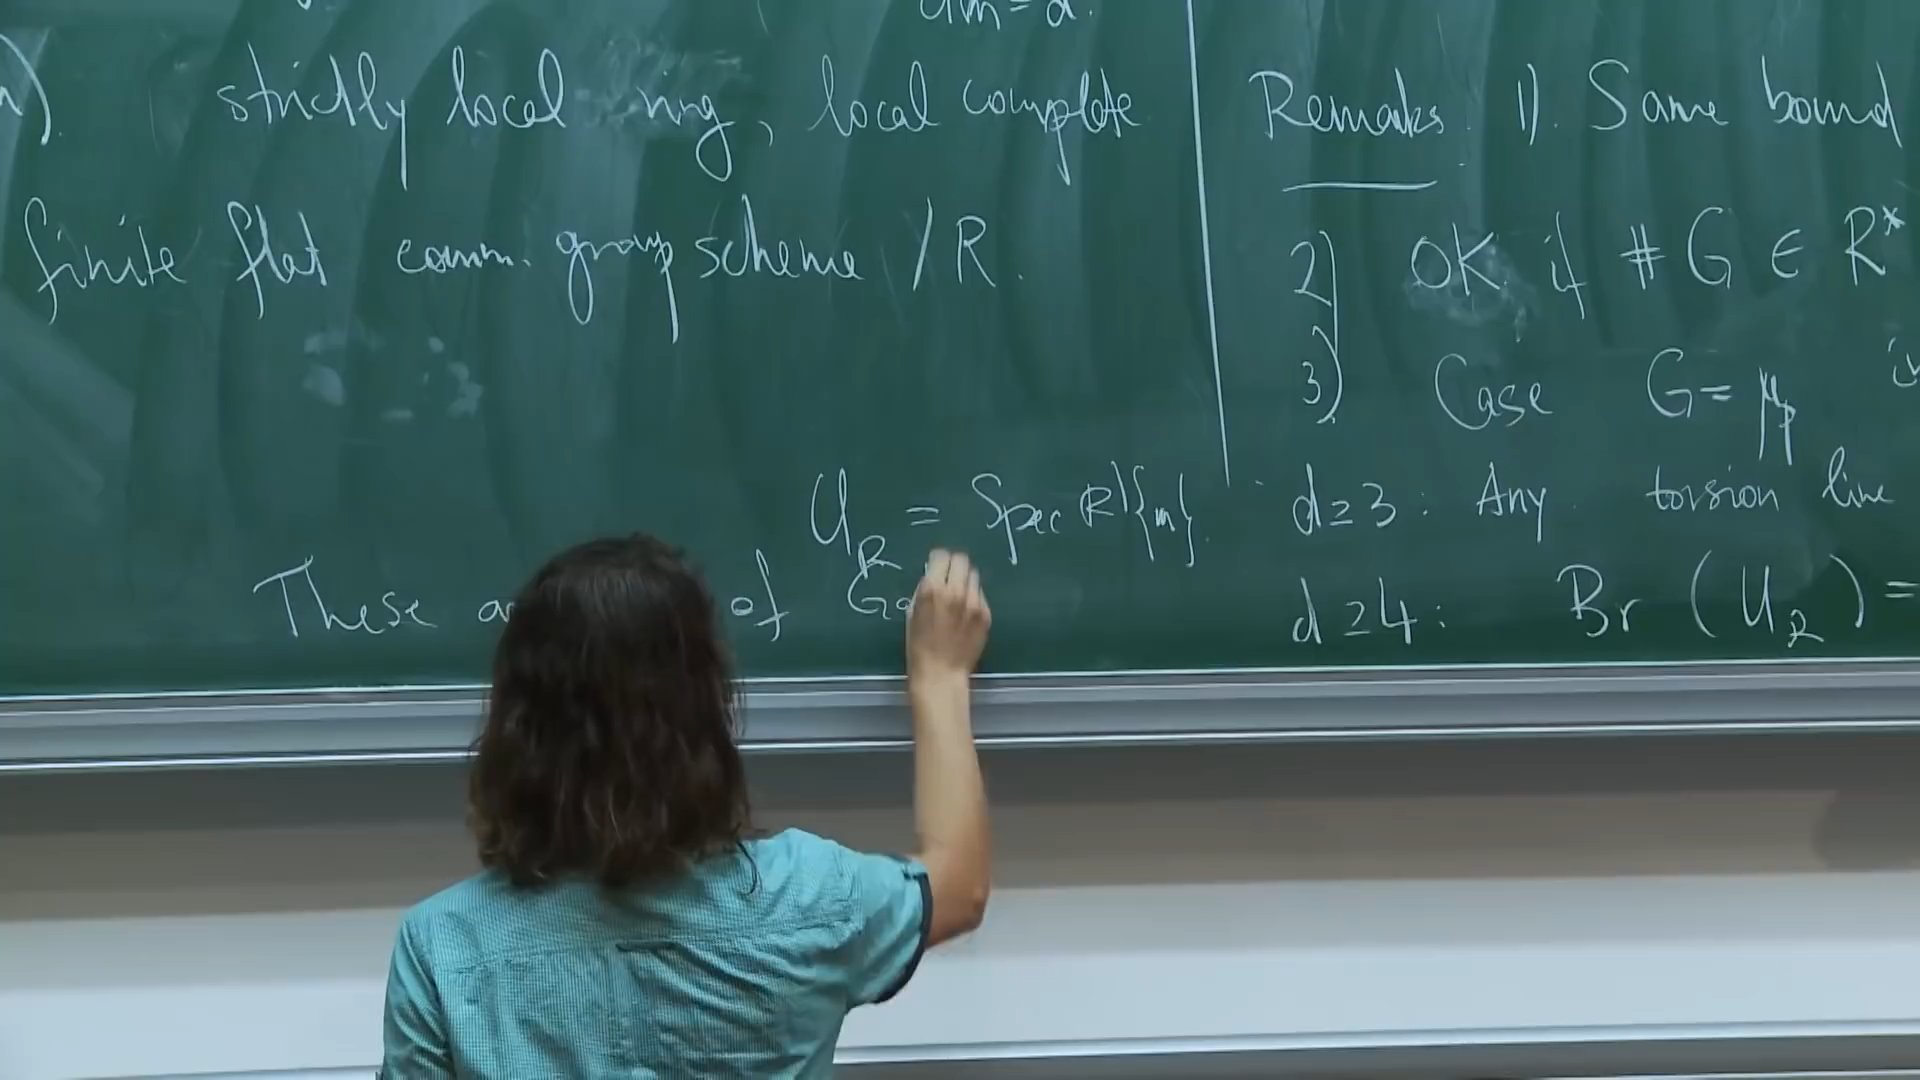 dim = d.
strictly local ring, local complete
finite flat comm. group scheme / R.
U_R = Spec R \ {m}.
These of
Remarks: 1). Same bound
2) OK if # G ∈ R*
3) Case G = μ_p
d ≥ 3: Any torsion line
d ≥ 4: Br (U_R) =